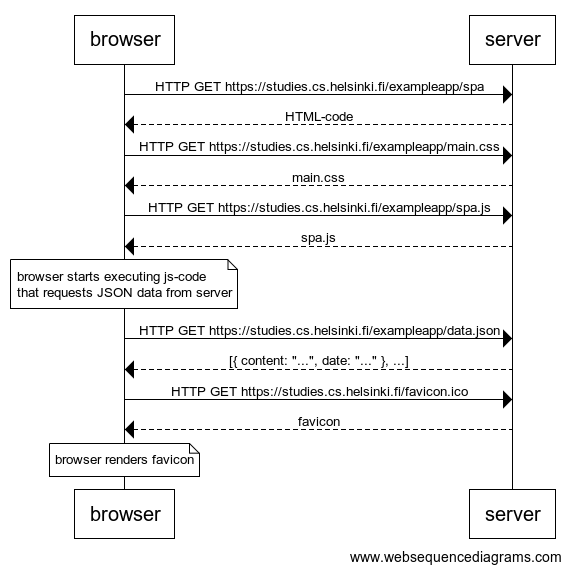 browser
server
HTTP GET https://studies.cs.helsinki.fi/exampleapp/spa
HTML-code
HTTP GET https://studies.cs.helsinki.fi/exampleapp/main.css
main.css
HTTP GET https://studies.cs.helsinki.fi/exampleapp/spa.js
spa.js
browser starts executing js-code
that requests JSON data from server
HTTP GET https://studies.cs.helsinki.fi/exampleapp/data.json
[{ content: "...", date: "..." }, ...]
HTTP GET https://studies.cs.helsinki.fi/favicon.ico
favicon
browser renders favicon
browser
server
www.websequencediagrams.com